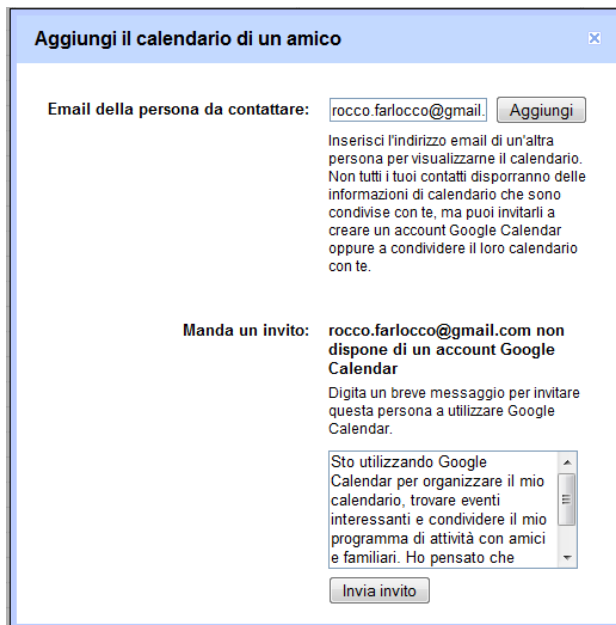 Aggiungi il calendario di un amico
Email della persona da contattare:
rocco.farlocco@gmail.
Aggiungi
Inserisci l'indirizzo email di un'altra
persona per visualizzarne il calendario.
Non tutti i tuoi contatti disporranno delle
informazioni di calendario che sono
condivise con te, ma puoi invitarli a
creare un account Google Calendar
oppure a condividere il loro calendario
con te.
Manda un invito:
rocco.farlocco@gmail.com non
dispone di un account Google
Calendar
Digita un breve messaggio per invitare
questa persona a utilizzare Google
Calendar.
Sto utilizzando Google
Calendar per organizzare il mio
calendario, trovare eventi
interessanti e condividere il mio
programma di attività con amici
e familiari. Ho pensato che
Invia invito